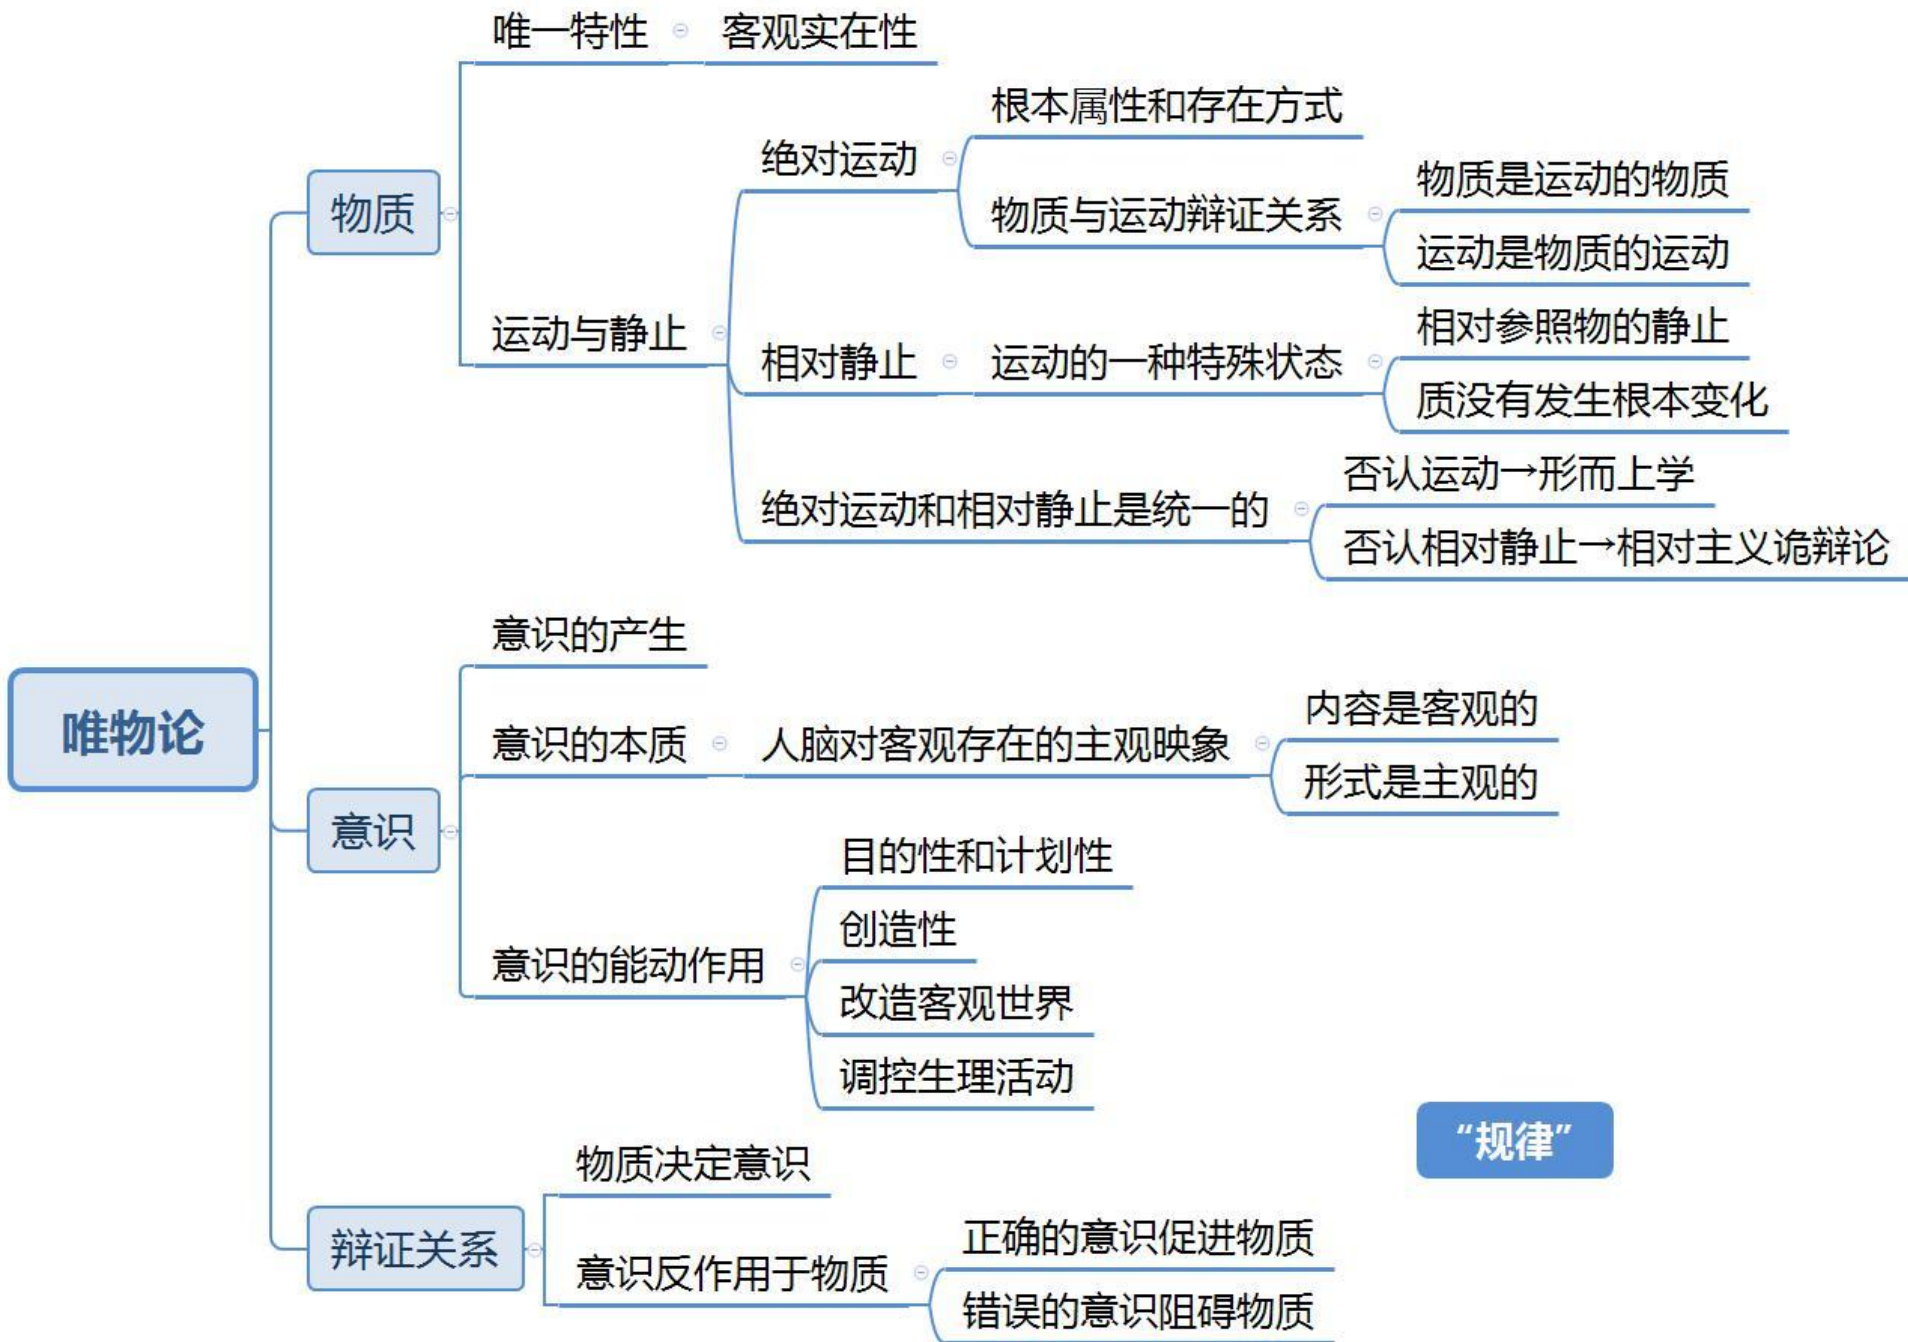 唯一特性
客观实在性
根本属性和存在方式
绝对运动
物质是运动的物质
物质
物质与运动辩证关系
运动是物质的运动
运动与静止
相对参照物的静止
相对静止
运动的一种特殊状态
质没有发生根本变化
否认运动→形而上学
绝对运动和相对静止是统一的
否认相对静止→相对主义诡辩论
意识的产生
唯物论
内容是客观的
意识的本质
人脑对客观存在的主观映象
形式是主观的
意识
目的性和计划性
创造性
意识的能动作用
改造客观世界
调控生理活动
“规律”
物质决定意识
辩证关系
正确的意识促进物质
意识反作用于物质
错误的意识阻碍物质